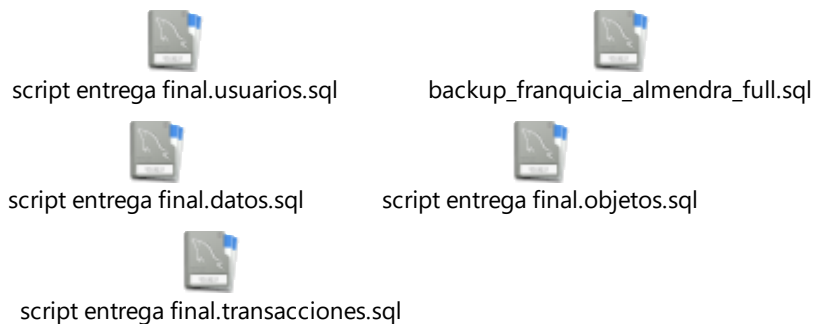 script entrega final.usuarios.sql
backup_franquicia_almendra_full.sql
script entrega final.datos.sql
script entrega final.objetos.sql
script entrega final.transacciones.sql